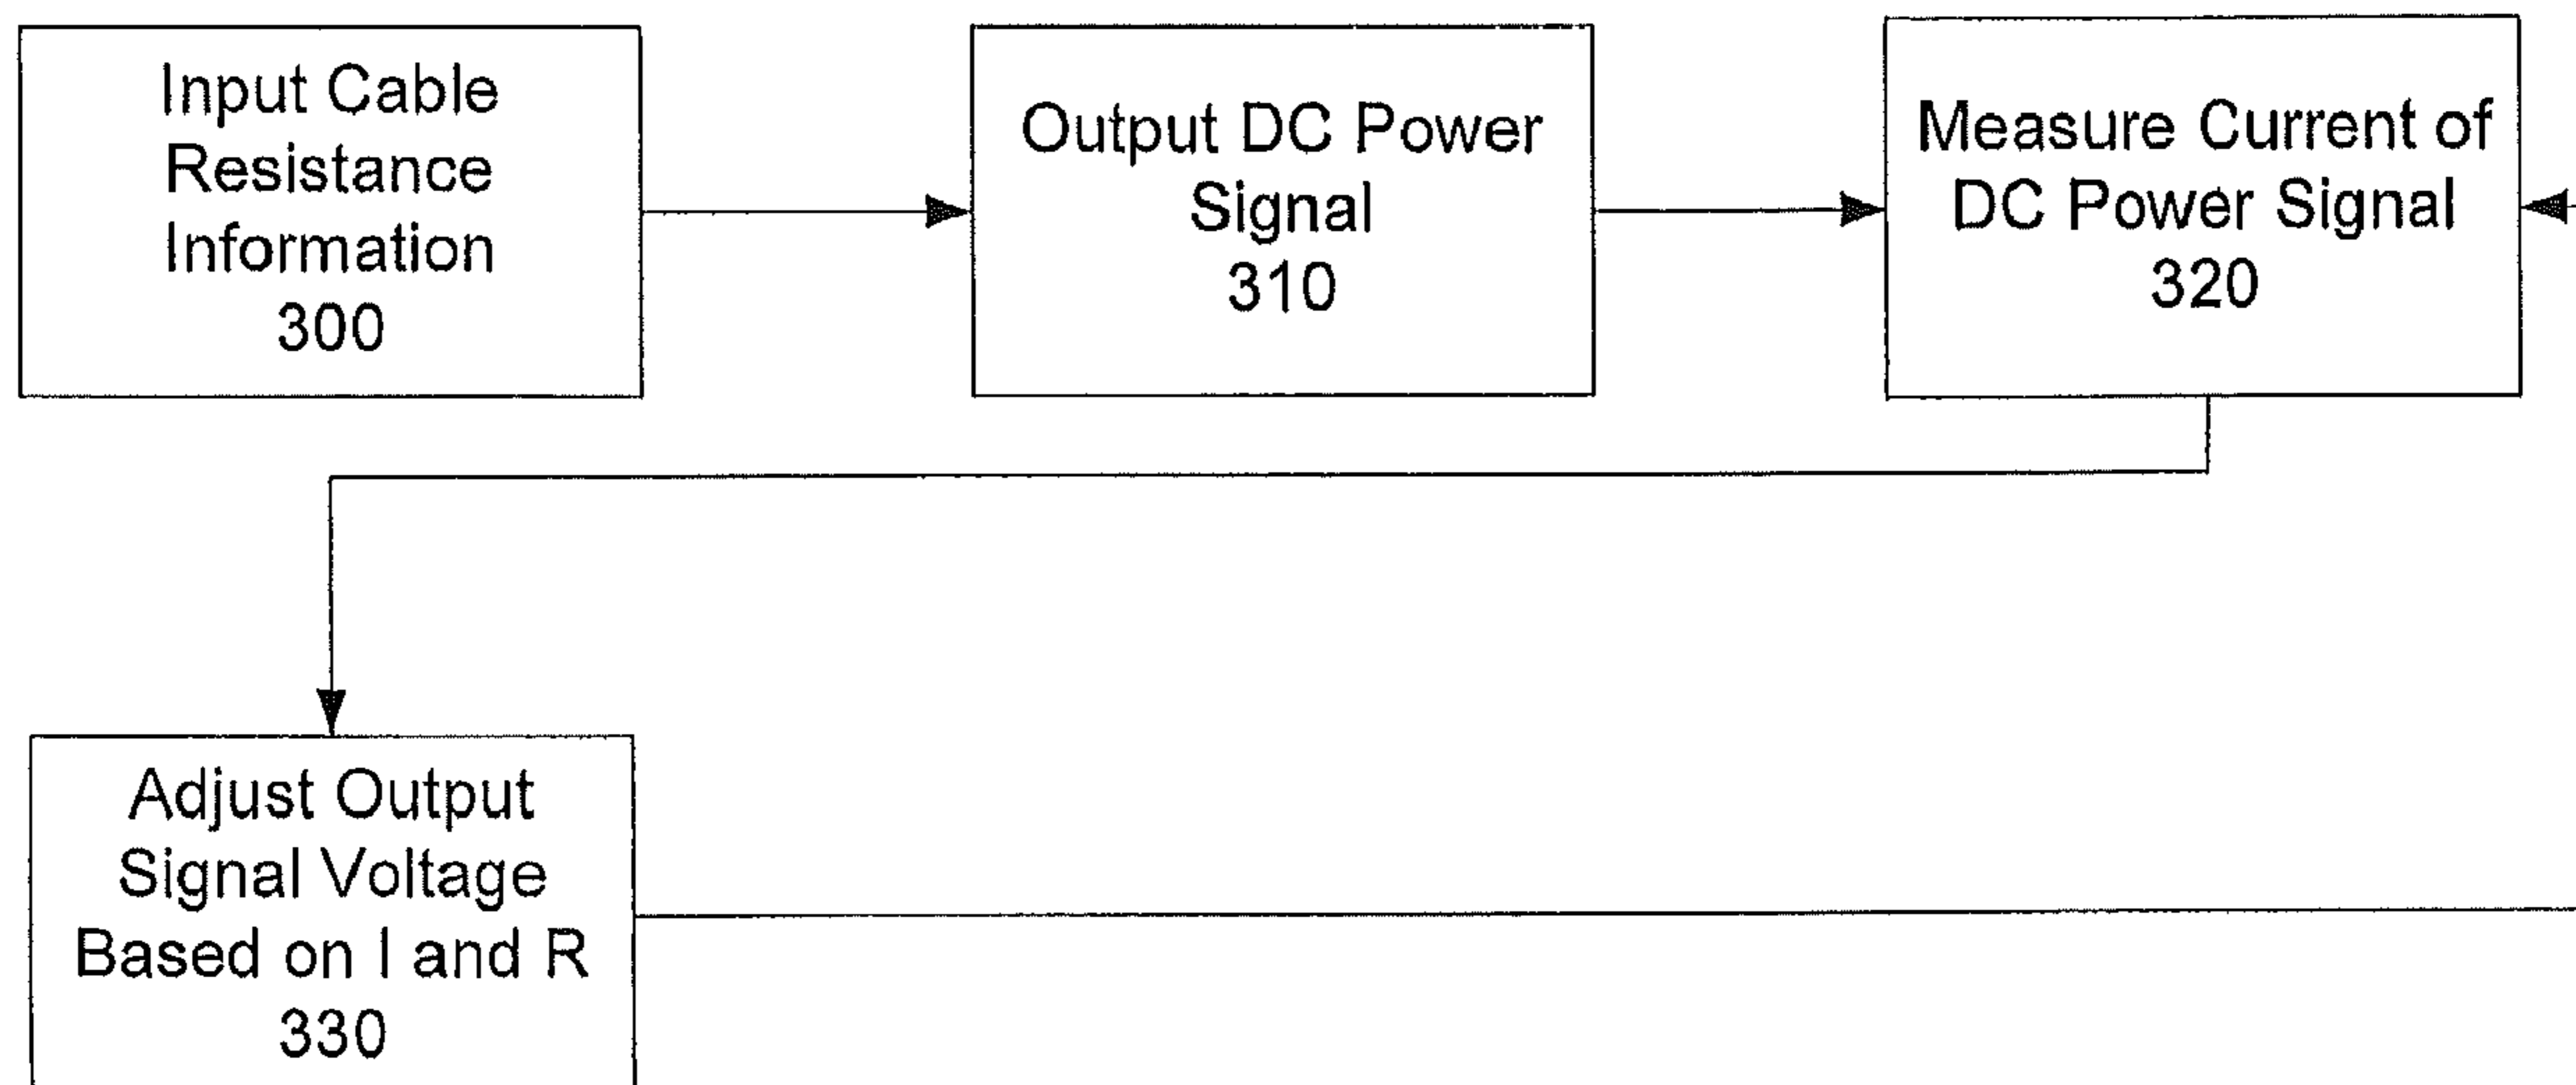 Input Cable
Resistance
Information
300
Output DC Power
Signal
310
Measure Current of
DC Power Signal
320
Adjust Output
Signal Voltage
Based on I and R
330